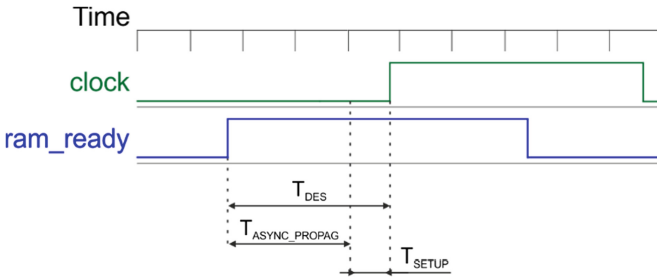 Time
clock
ram_ready
T_DES
T_ASYNC_PROPAG
T_SETUP